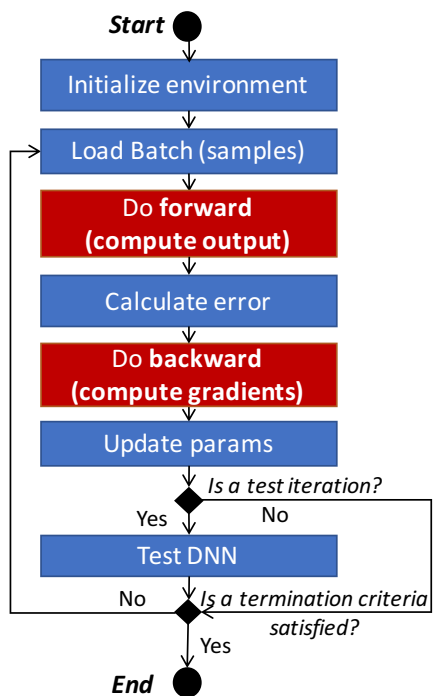 Start
Initialize environment
Load Batch (samples)
Do forward
(compute output)
Calculate error
Do backward
(compute gradients)
Update params
Is a test iteration?
Yes
No
Test DNN
No
Is a termination criteria
satisfied?
Yes
End